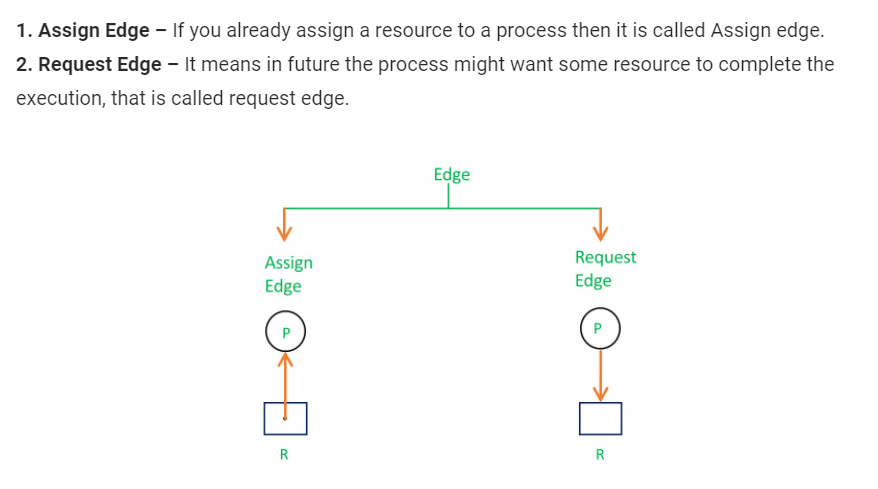 1. Assign Edge – If you already assign a resource to a process then it is called Assign edge.
2. Request Edge – It means in future the process might want some resource to complete the
execution, that is called request edge.
Edge
Assign
Edge
Request
Edge
P
P
R
R